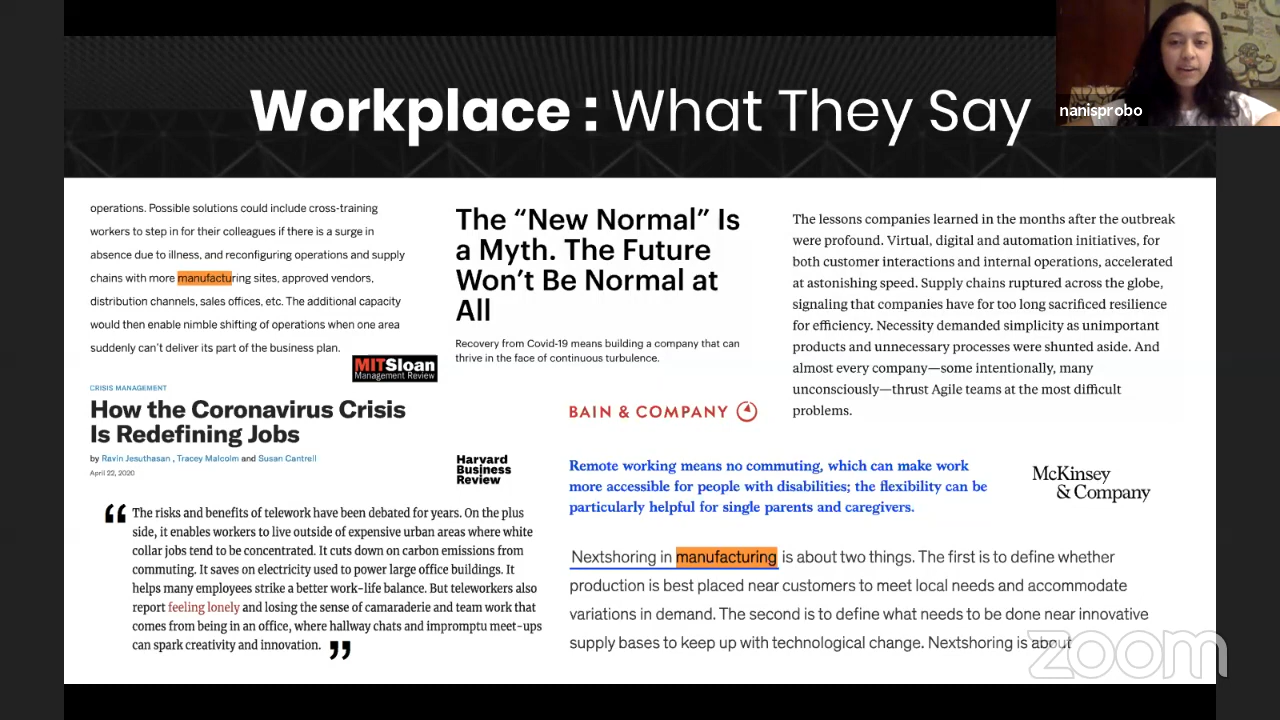 Workplace : What They Say
nanisprobo
operations. Possible solutions could include cross-training
workers to step in for their colleagues if there is a surge in
absence due to illness, and reconfiguring operations and supply
chains with more manufacturing sites, approved vendors,
distribution channels, sales offices, etc. The additional capacity
would then enable nimble shifting of operations when one area
suddenly can't deliver its part of the business plan.
MITSloan
Management Review
CRISIS MANAGEMENT
How the Coronavirus Crisis
Is Redefining Jobs
by Ravin Jesuthasan , Tracey Malcolm and Susan Cantrell
April 22, 2020
Harvard
Business
Review
The “New Normal” Is
a Myth. The Future
Won’t Be Normal at
All
Recovery from Covid-19 means building a company that can
thrive in the face of continuous turbulence.
BAIN & COMPANY
The lessons companies learned in the months after the outbreak
were profound. Virtual, digital and automation initiatives, for
both customer interactions and internal operations, accelerated
at astonishing speed. Supply chains ruptured across the globe,
signaling that companies have for too long sacrificed resilience
for efficiency. Necessity demanded simplicity as unimportant
products and unnecessary processes were shunted aside. And
almost every company—some intentionally, many
unconsciously—thrust Agile teams at the most difficult
problems.
“ The risks and benefits of telework have been debated for years. On the plus
side, it enables workers to live outside of expensive urban areas where white
collar jobs tend to be concentrated. It cuts down on carbon emissions from
commuting. It saves on electricity used to power large office buildings. It
helps many employees strike a better work-life balance. But teleworkers also
report feeling lonely and losing the sense of camaraderie and team work that
comes from being in an office, where hallway chats and impromptu meet-ups
can spark creativity and innovation. ”
Remote working means no commuting, which can make work
more accessible for people with disabilities; the flexibility can be
particularly helpful for single parents and caregivers.
McKinsey
& Company
Nextshoring in manufacturing is about two things. The first is to define whether
production is best placed near customers to meet local needs and accommodate
variations in demand. The second is to define what needs to be done near innovative
supply bases to keep up with technological change. Nextshoring is about
zoom